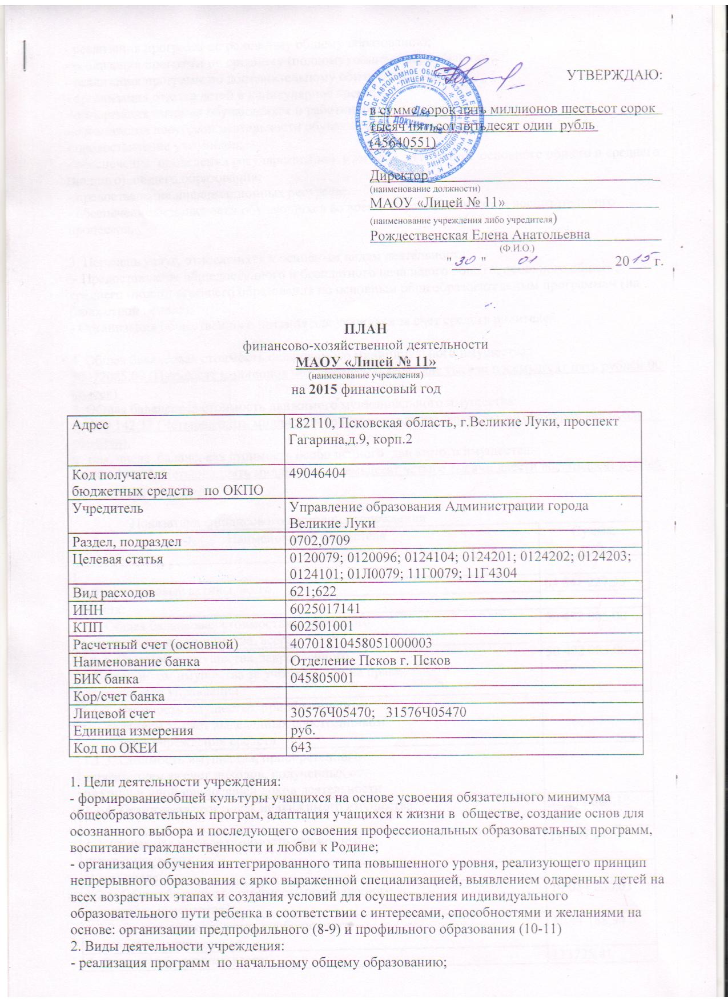 УТВЕРЖДАЮ:
в сумме сорок пять миллионов шестьсот сорок
тысяч пятьсот пятьдесят один рубль
(45640551)
ДЛЯ
ДОКУМЕНТОВ
Директор
(наименование должности)
МАОУ «Лицей № 11»
(наименование учреждения либо учредителя)
Рождественская Елена Анатольевна
(Ф.И.О.)
"30" 01 2015 г.
ПЛАН
финансово-хозяйственной деятельности
МАОУ «Лицей № 11»
(наименование учреждения)
на 2015 финансовый год
Адрес 182110, Псковская область, г.Великие Луки, проспект
Гагарина,д.9, корп.2
Код получателя 49046404
бюджетных средств по ОКПО
Учредитель Управление образования Администрации города
Великие Луки
Раздел, подраздел 0702,0709
Целевая статья 0120079; 0120096; 0124104; 0124201; 0124202; 0124203;
0124101; 01Л0079; 11Г0079; 11Г4304
Вид расходов 621;622
ИНН 6025017141
КПП 602501001
Расчетный счет (основной) 40701810458051000003
Наименование банка Отделение Псков г. Псков
БИК банка 045805001
Кор/счет банка
Лицевой счет 30576Ч05470; 31576Ч05470
Единица измерения руб.
Код по ОКЕИ 643
1. Цели деятельности учреждения:
- формированиеобщей культуры учащихся на основе усвоения обязательного минимума
общеобразовательных програм, адаптация учащихся к жизни в обществе, создание основ для
осознанного выбора и последующего освоения профессиональных образовательных программ,
воспитание гражданственности и любви к Родине;
- организация обучения интегрированного типа повышенного уровня, реализующего принцип
непрерывного образования с ярко выраженной специализацией, выявлением одаренных детей на
всех возрастных этапах и создания условий для осуществления индивидуального
образовательного пути ребенка в соответствии с интересами, способностями и желаниями на
основе: организации предпрофильного (8-9) и профильного образования (10-11)
2. Виды деятельности учреждения:
- реализация программ по начальному общему образованию;